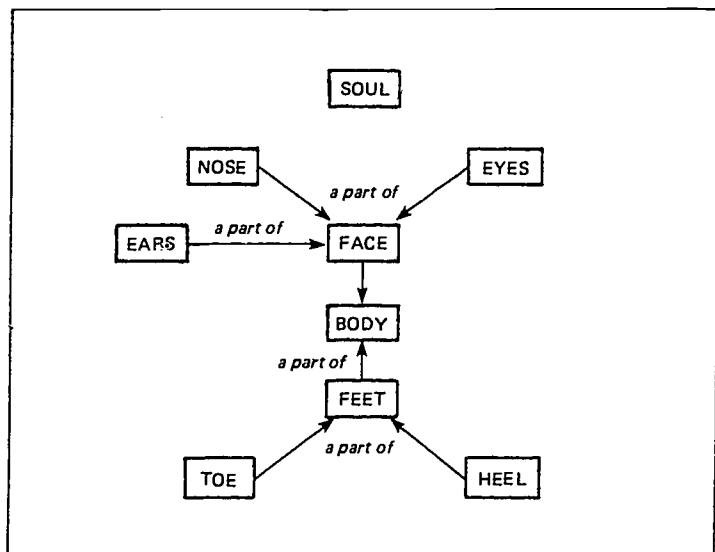 SOUL
NOSE
EYES
a part of
a part of
EARS
FACE
BODY
a part of
FEET
a part of
TOE
HEEL